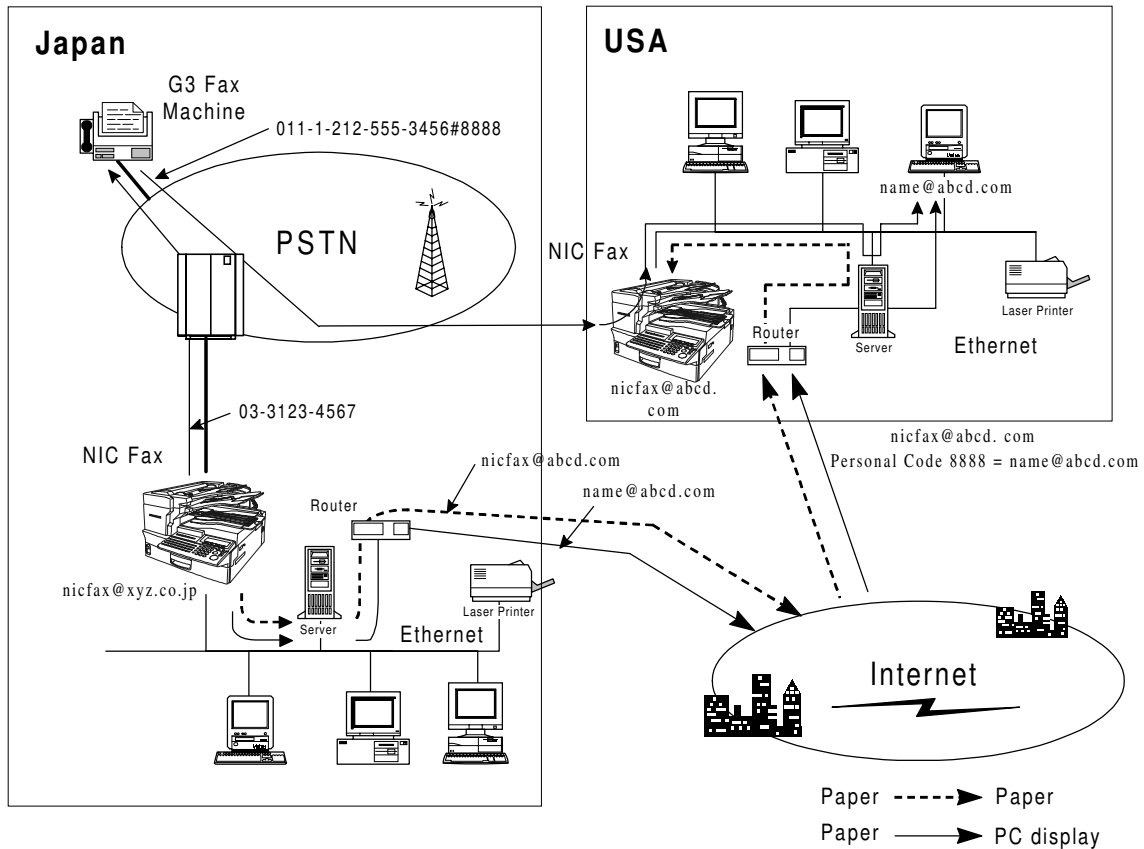 Japan
G3 Fax
Machine
011-1-212-555-3456#8888
PSTN
03-3123-4567
NIC Fax
nicfax@xyz.co.jp
Router
Server
Laser Printer
Ethernet
nicfax@abcd.com
name@abcd.com
USA
name@abcd.com
NIC Fax
nicfax@abcd.
com
Router
Server
Laser Printer
Ethernet
nicfax@abcd. com
Personal Code 8888 = name@abcd.com
Internet
Paper Paper
Paper PC display